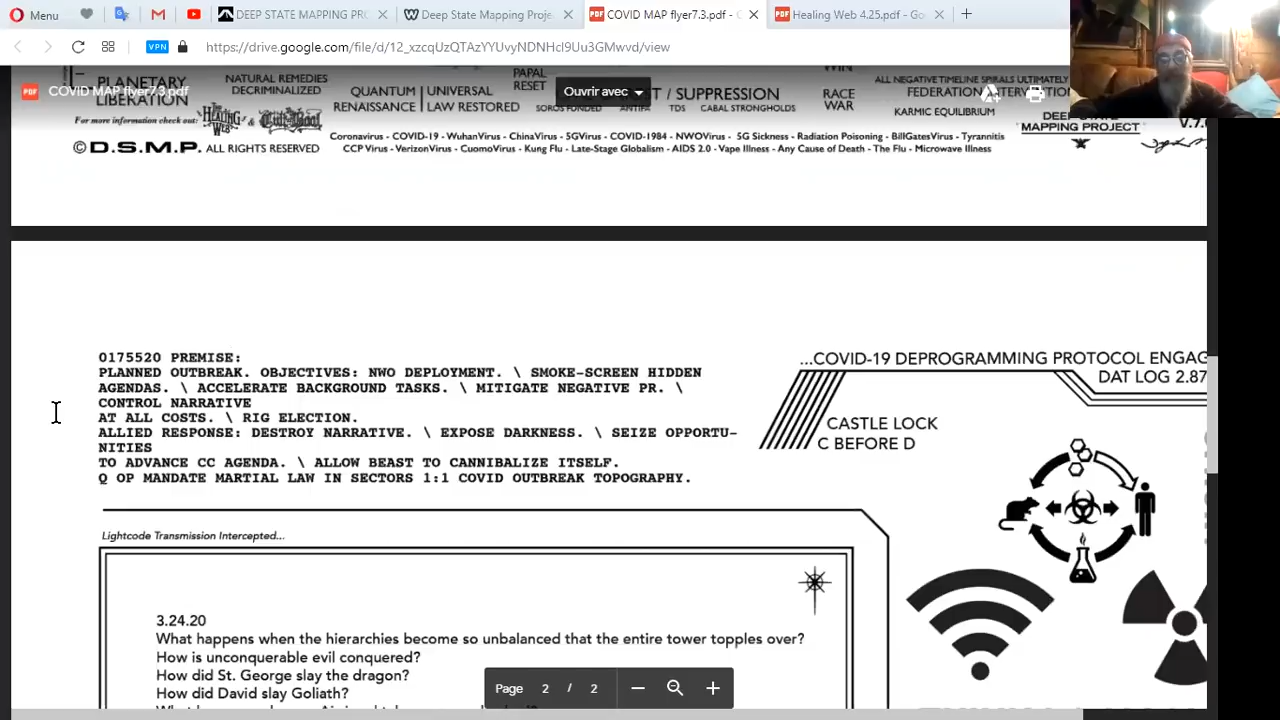 Menu
DEEP STATE MAPPING PR
Deep State Mapping Proje
COVID MAP flyer7.3.pdf - G
Healing Web 4.25.pdf - Goo
VPN
https://drive.google.com/file/d/12_xzcqUzQTAzYYUvyNDNHcl9Uu3GMwvd/view
PDF COVID MAP flyer7.3.pdf
Ouvrir avec
PLANETARY
LIBERATION
NATURAL REMEDIES
DECRIMINALIZED
PAPAL
RESET
QUANTUM
RENAISSANCE
UNIVERSAL
LAW RESTORED
/ SUPPRESSION
SOROS FUNDED ANTIFA TDS CABAL STRONGHOLDS
RACE
WAR
ALL NEGATIVE TIMELINE SPIRALS ULTIMATELY
KARMIC EQUILIBRIUM
DEEP STATE
MAPPING PROJECT
For more information check out:
©D.S.M.P. ALL RIGHTS RESERVED
Coronavirus - COVID-19 - WuhanVirus - ChinaVirus - 5GVirus - COVID-1984 - NWOVirus - 5G Sickness - Radiation Poisoning - BillGatesVirus - Tyrannitis
CCP Virus - VerizonVirus - CuomoVirus - Kung Flu - Late-Stage Globalism - AIDS 2.0 - Vape Illness - Any Cause of Death - The Flu - Microwave Illness
0175520 PREMISE:
PLANNED OUTBREAK. OBJECTIVES: NWO DEPLOYMENT. \ SMOKE-SCREEN HIDDEN
AGENDAS. \ ACCELERATE BACKGROUND TASKS. \ MITIGATE NEGATIVE PR. \
CONTROL NARRATIVE
AT ALL COSTS. \ RIG ELECTION.
ALLIED RESPONSE: DESTROY NARRATIVE. \ EXPOSE DARKNESS. \ SEIZE OPPORTU-
NITIES
TO ADVANCE CC AGENDA. \ ALLOW BEAST TO CANNIBALIZE ITSELF.
Q OP MANDATE MARTIAL LAW IN SECTORS 1:1 COVID OUTBREAK TOPOGRAPHY.
...COVID-19 DEPROGRAMMING PROTOCOL ENGAG
DAT LOG 2.87
CASTLE LOCK
C BEFORE D
Lightcode Transmission Intercepted...
3.24.20
What happens when the hierarchies become so unbalanced that the entire tower topples over?
How is unconquerable evil conquered?
How did St. George slay the dragon?
How did David slay Goliath?
Page 2 / 2